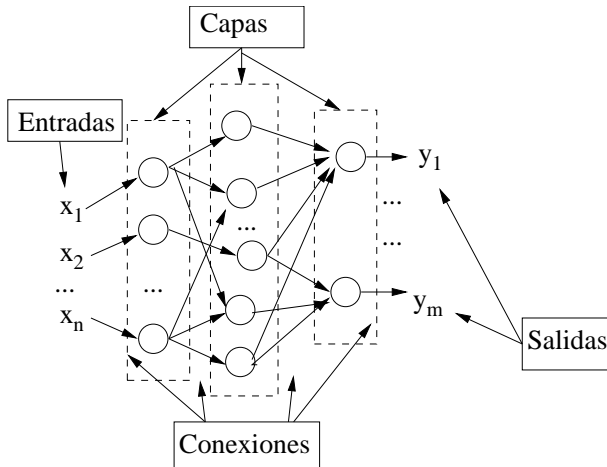 Capas
Entradas
x1
x2
...
xn
...
...
...
...
y1
ym
Salidas
Conexiones